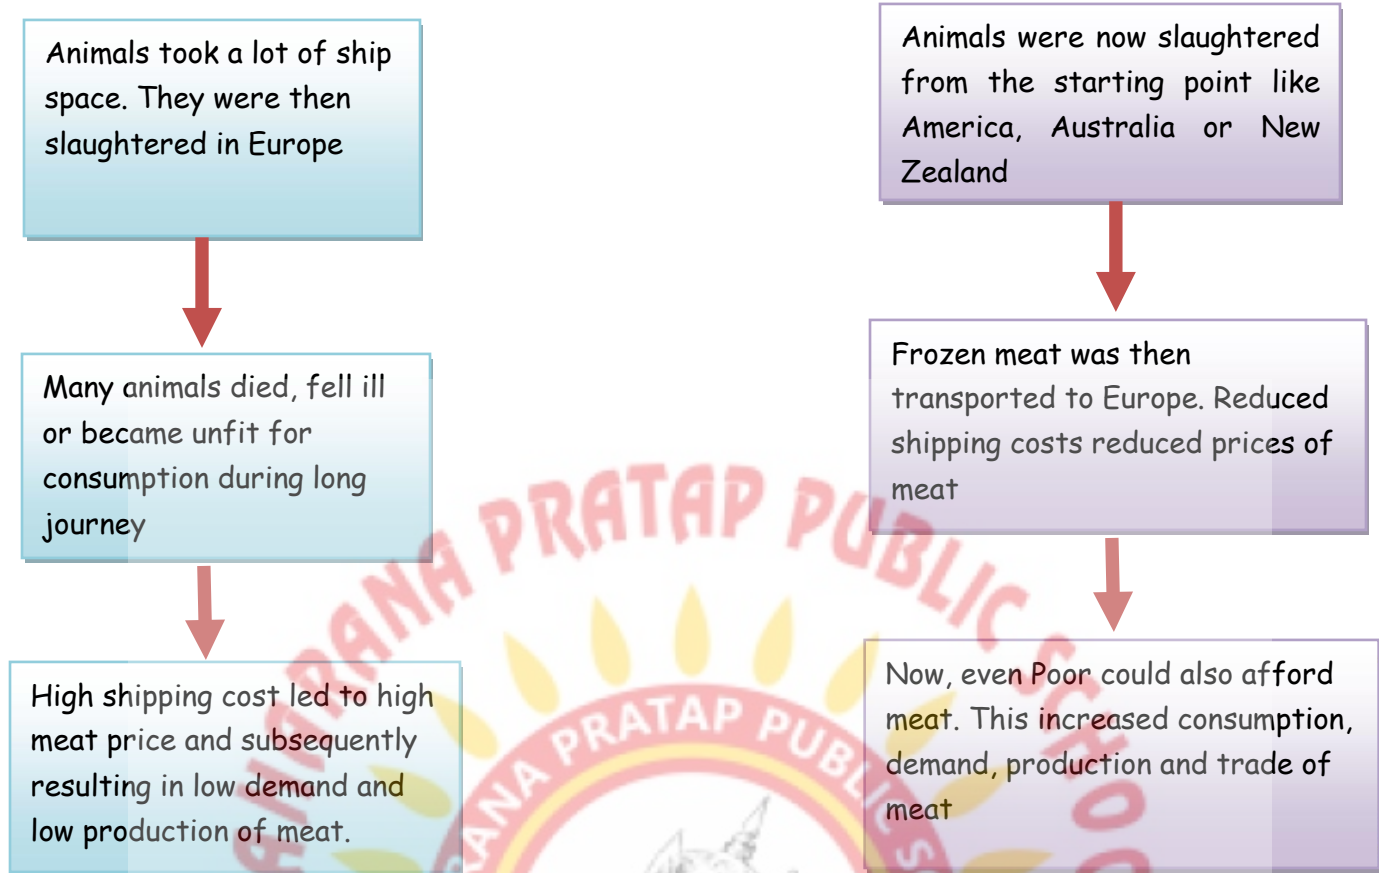 Animals took a lot of ship
space. They were then
slaughtered in Europe
Many animals died, fell ill
or became unfit for
consumption during long
journey
High shipping cost led to high
meat price and subsequently
resulting in low demand and
low production of meat.
Animals were now slaughtered
from the starting point like
America, Australia or New
Zealand
Frozen meat was then
transported to Europe. Reduced
shipping costs reduced prices of
meat
Now, even Poor could also afford
meat. This increased consumption,
demand, production and trade of
meat
PRATAP PUBLIC
PRATAP PUBLIC